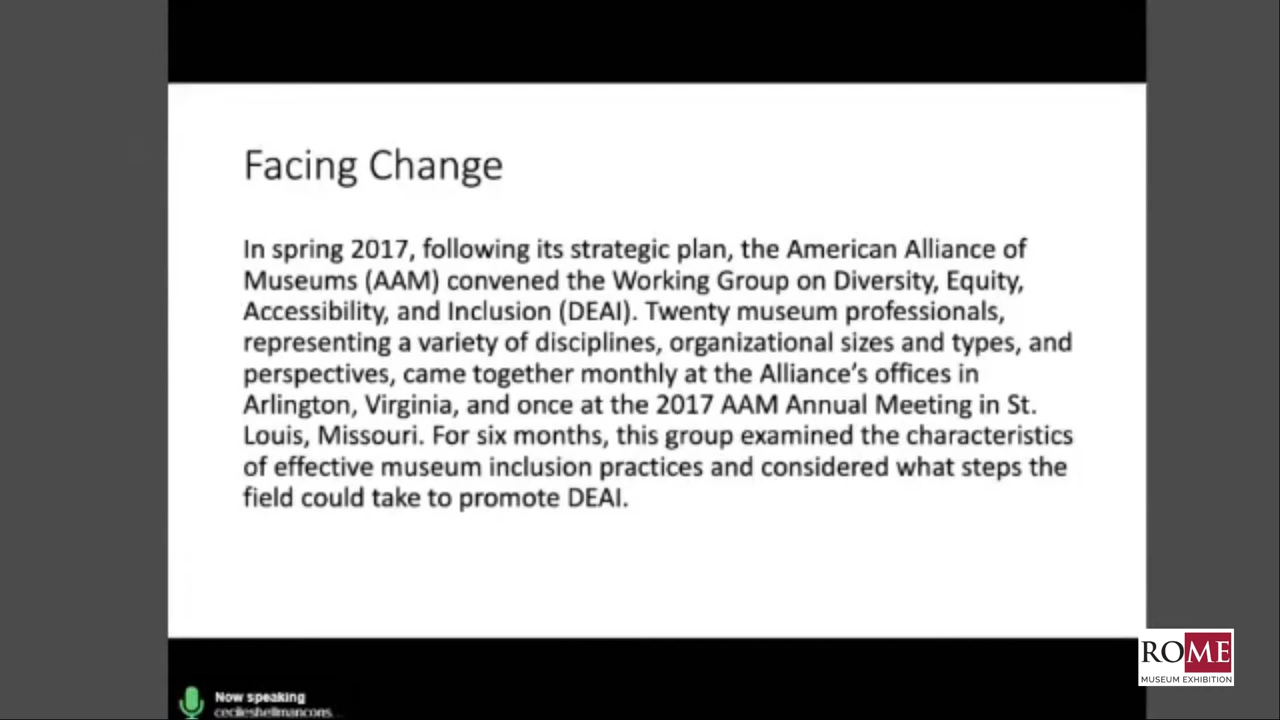 Facing Change
In spring 2017, following its strategic plan, the American Alliance of
Museums (AAM) convened the Working Group on Diversity, Equity,
Accessibility, and Inclusion (DEAI). Twenty museum professionals,
representing a variety of disciplines, organizational sizes and types, and
perspectives, came together monthly at the Alliance's offices in
Arlington, Virginia, and once at the 2017 AAM Annual Meeting in St.
Louis, Missouri. For six months, this group examined the characteristics
of effective museum inclusion practices and considered what steps the
field could take to promote DEAI.
ROME
MUSEUM EXHIBITION
Now speaking
cecileshellmancons...